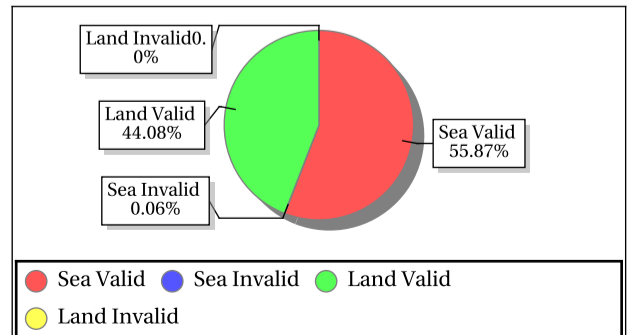 Land Invalid0.
0%
Land Valid
44.08%
Sea Valid
55.87%
Sea Invalid
0.06%
Sea Valid Sea Invalid Land Valid
Land Invalid